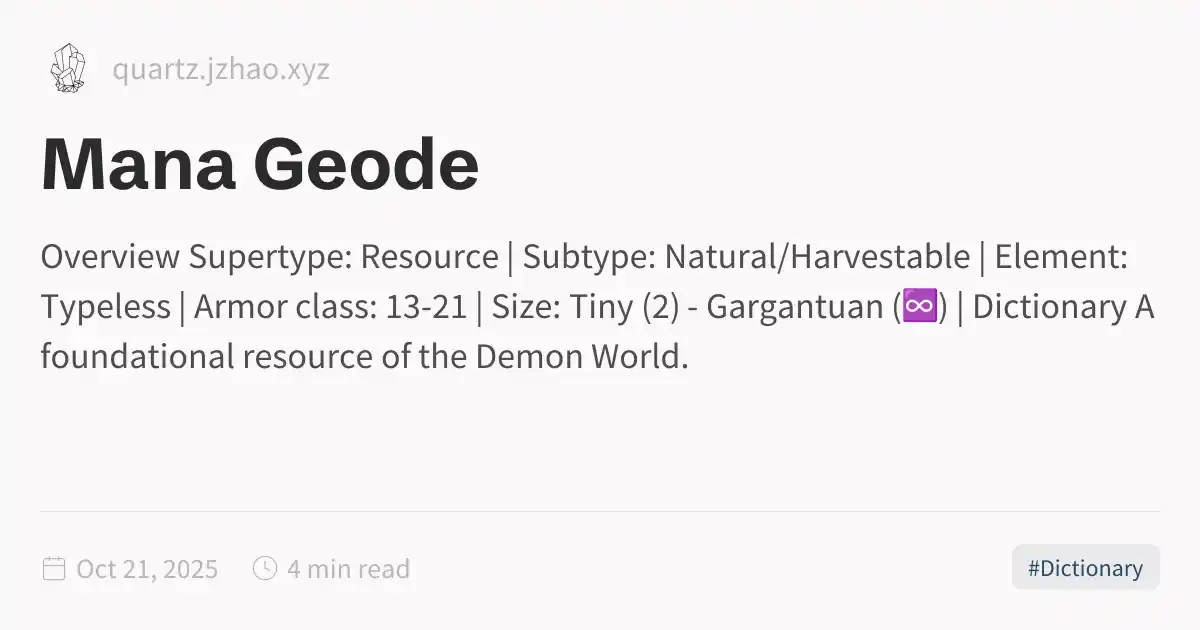 quartz.jzhao.xyz
Mana Geode
Overview Supertype: Resource | Subtype: Natural/Harvestable | Element:
Typeless | Armor class: 13-21 | Size: Tiny (2) - Gargantuan (♾️) | Dictionary A
foundational resource of the Demon World.
Oct 21, 2025 4 min read
#Dictionary